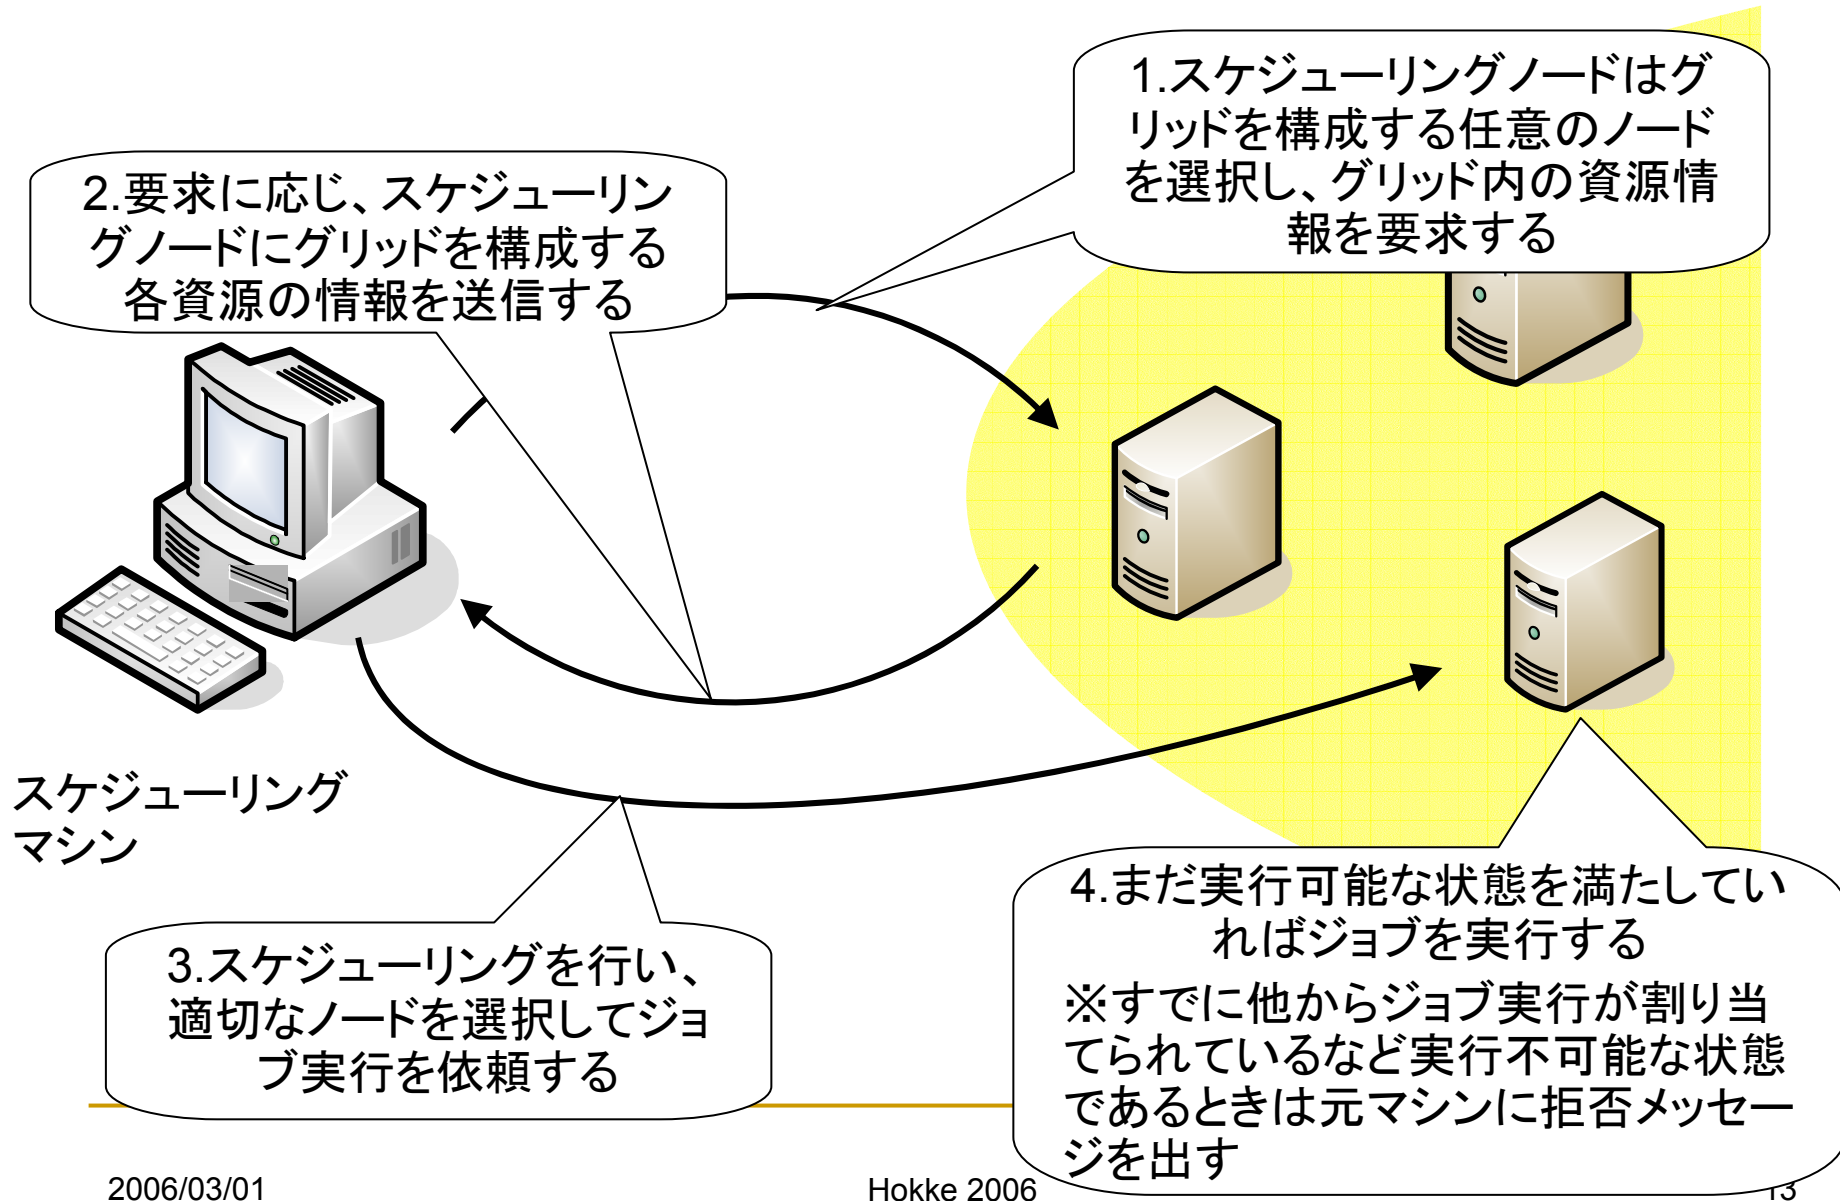 1.スケジューリングノードはグ
リッドを構成する任意のノード
を選択し、グリッド内の資源情
報を要求する
2.要求に応じ、スケジューリン
グノードにグリッドを構成する
各資源の情報を送信する
スケジューリング
マシン
3.スケジューリングを行い、
適切なノードを選択してジョ
ブ実行を依頼する
4.まだ実行可能な状態を満たしてい
ればジョブを実行する
※すでに他からジョブ実行が割り当
てられているなど実行不可能な状態
であるときは元マシンに拒否メッセー
ジを出す
2006/03/01
Hokke 2006
13